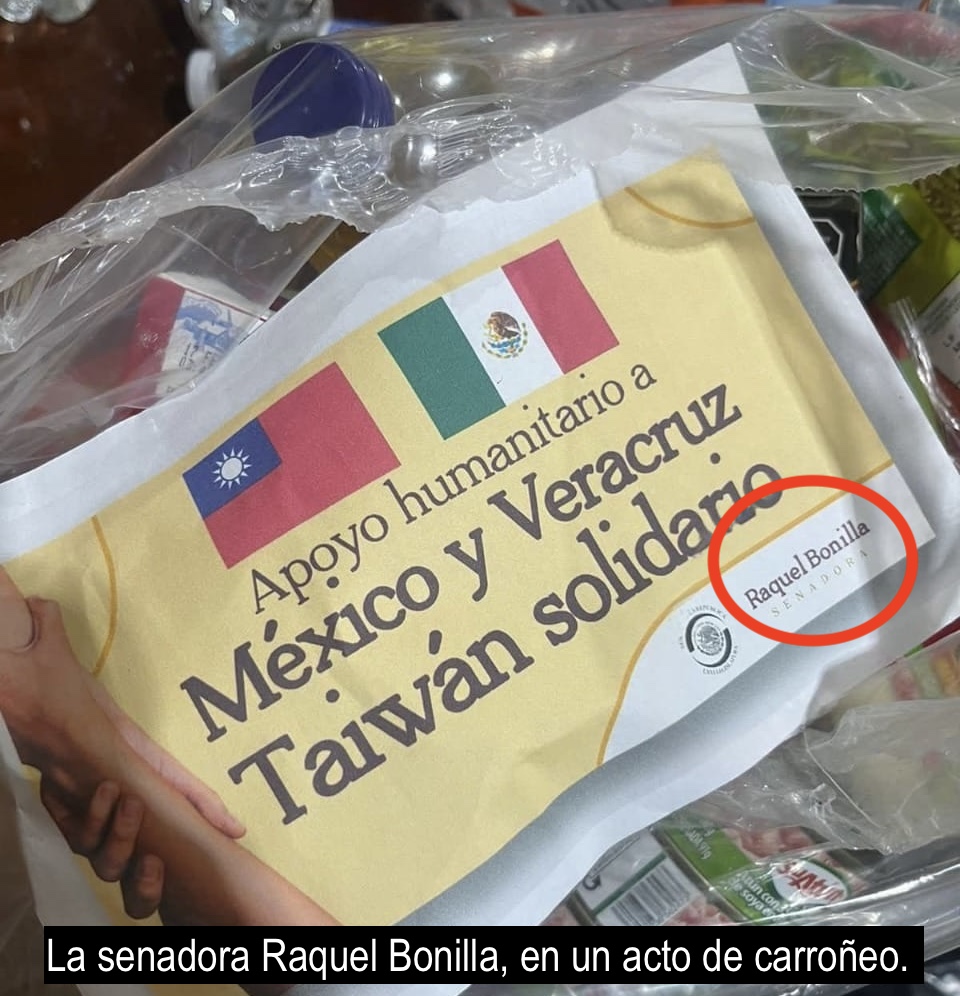 Apoyo humanitario a
México y Veracruz
Taiwán solidario
Raquel Bonilla
SENADORA
La senadora Raquel Bonilla, en un acto de carroñeo.